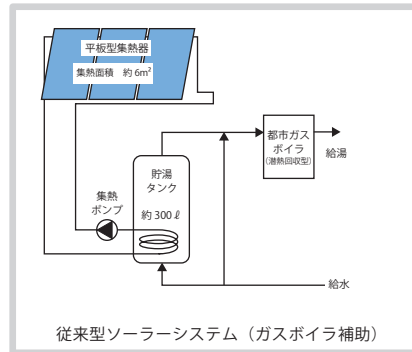 平板型集熱器
集熱面積　約 6m²
都市ガス
ボイラ
（潜熱回収型）
給湯
貯湯
タンク
約 300 ℓ
集熱
ポンプ
給水
従来型ソーラーシステム（ガスボイラ補助）